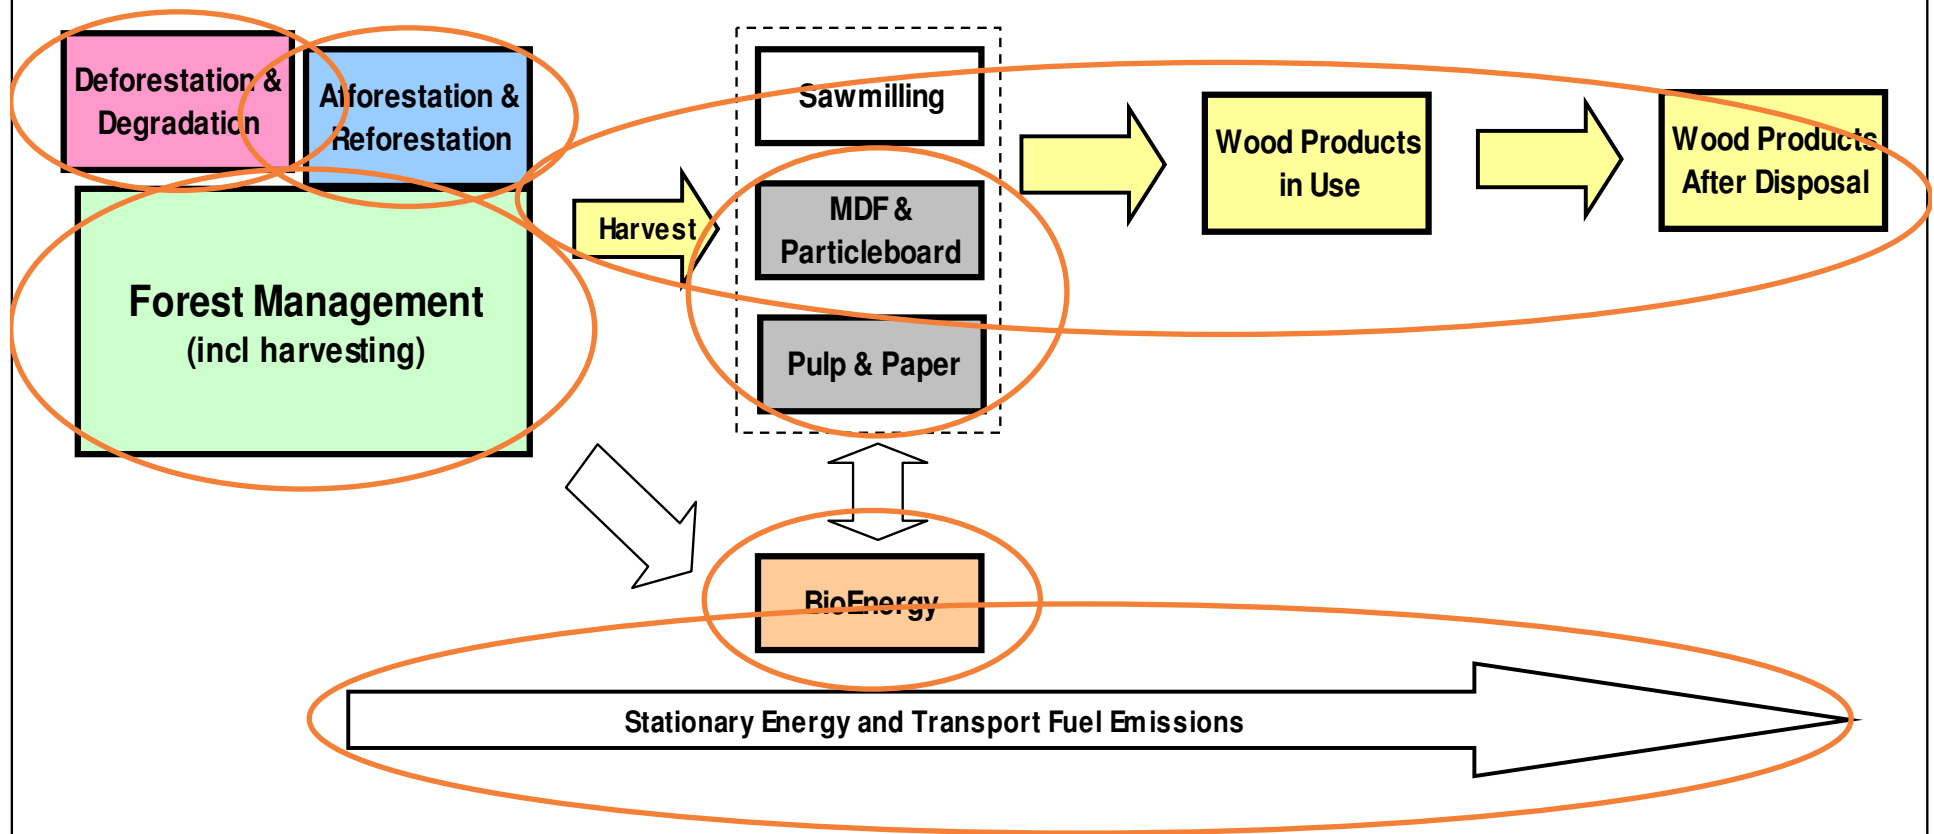 Deforestation &
Degradation
Afforestation &
Reforestation
Forest Management
(incl harvesting)
Harvest
Sawmilling
MDF &
Particleboard
Pulp & Paper
Wood Products
in Use
Wood Products
After Disposal
BioEnergy
Stationary Energy and Transport Fuel Emissions